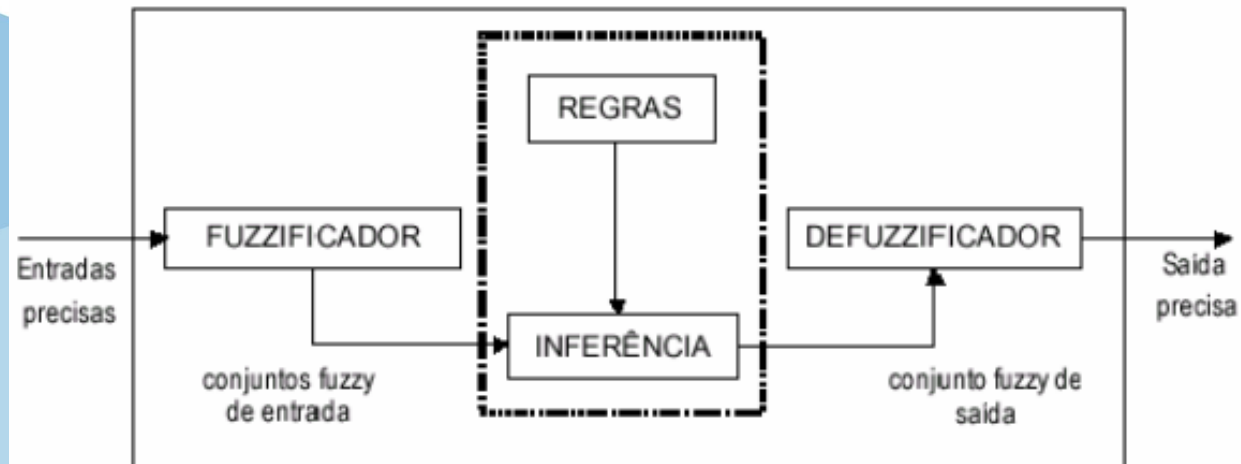 REGRAS
FUZZIFICADOR
DEFUZZIFICADOR
Entradas
precisas
Saida
precisa
INFERÊNCIA
conjuntos fuzzy
de entrada
conjunto fuzzy de
saida